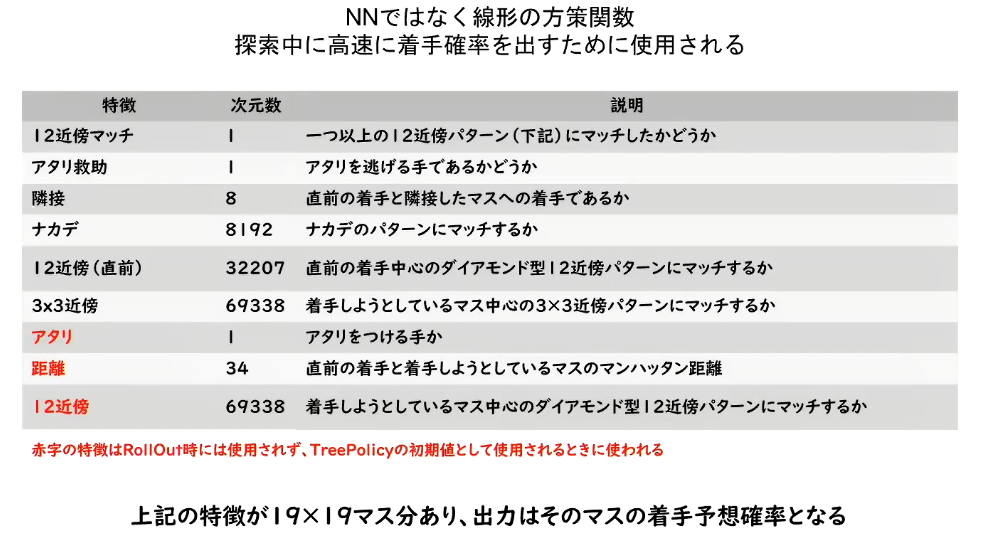 NNではなく線形の方策関数
探索中に高速に着手確率を出すために使用される
特徴 次元数 説明
12近傍マッチ 1 一つ以上の12近傍パターン（下記）にマッチしたかどうか
アタリ救助 1 アタリを逃げる手であるかどうか
隣接 8 直前の着手と隣接したマスへの着手であるか
ナカデ 8192 ナカデのパターンにマッチするか
12近傍（直前） 32207 直前の着手中心のダイアモンド型12近傍パターンにマッチするか
3x3近傍 69338 着手しようとしているマス中心の3×3近傍パターンにマッチするか
アタリ 1 アタリをつける手か
距離 34 直前の着手と着手しようとしているマスのマンハッタン距離
12近傍 69338 着手しようとしているマス中心のダイアモンド型12近傍パターンにマッチするか
赤字の特徴はRollOut時には使用されず、TreePolicyの初期値として使用されるときに使われる
上記の特徴が19×19マス分あり、出力はそのマスの着手予想確率となる